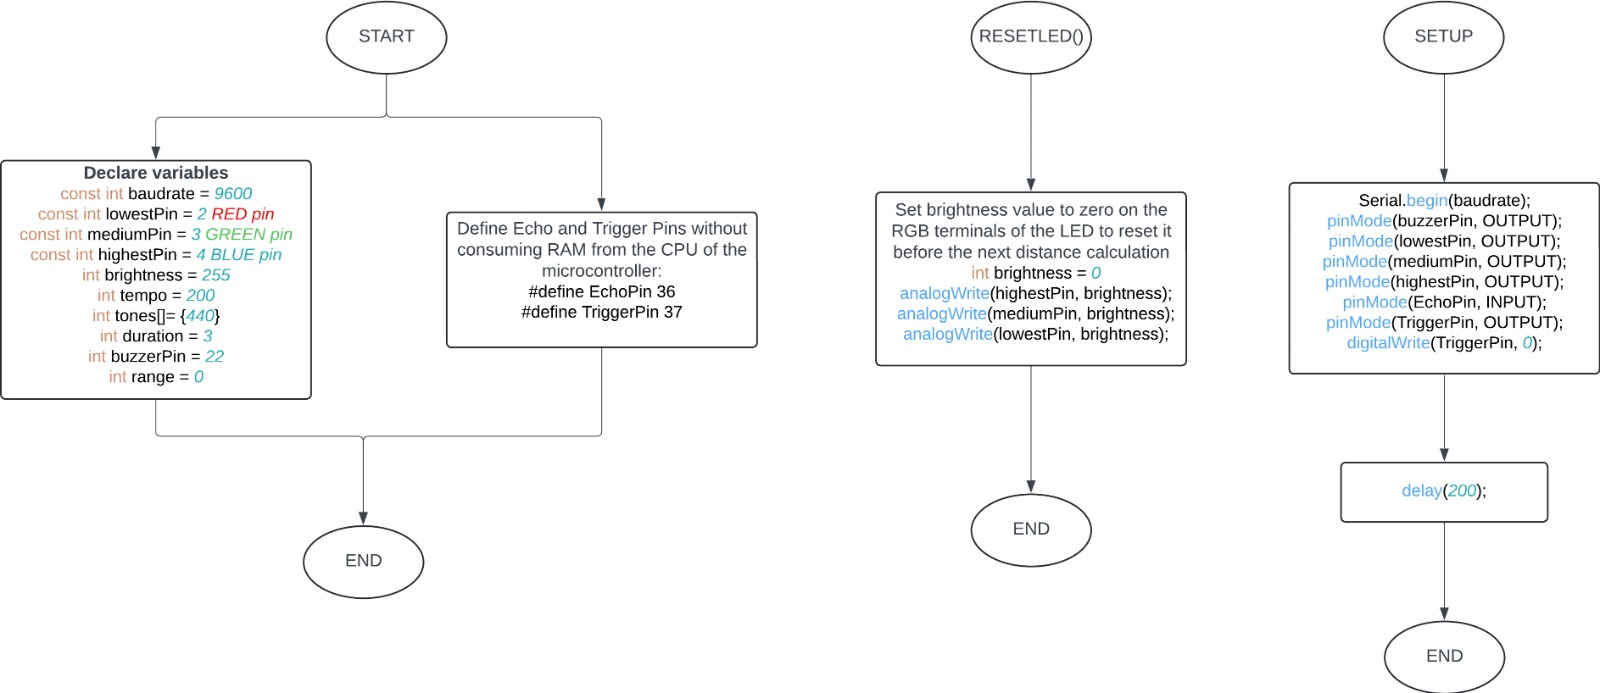 START
Declare variables
const int baudrate = 9600
const int lowestPin = 2 RED pin
const int mediumPin = 3 GREEN pin
const int highestPin = 4 BLUE pin
int brightness = 255
int tempo = 200
int tones[]= {440}
int duration = 3
int buzzerPin = 22
int range = 0
Define Echo and Trigger Pins without
consuming RAM from the CPU of the
microcontroller:
#define EchoPin 36
#define TriggerPin 37
END
RESETLED()
Set brightness value to zero on the
RGB terminals of the LED to reset it
before the next distance calculation
int brightness = 0
analogWrite(highestPin, brightness);
analogWrite(mediumPin, brightness);
analogWrite(lowestPin, brightness);
END
SETUP
Serial.begin(baudrate);
pinMode(buzzerPin, OUTPUT);
pinMode(lowestPin, OUTPUT);
pinMode(mediumPin, OUTPUT);
pinMode(highestPin, OUTPUT);
pinMode(EchoPin, INPUT);
pinMode(TriggerPin, OUTPUT);
digitalWrite(TriggerPin, 0);
delay(200);
END